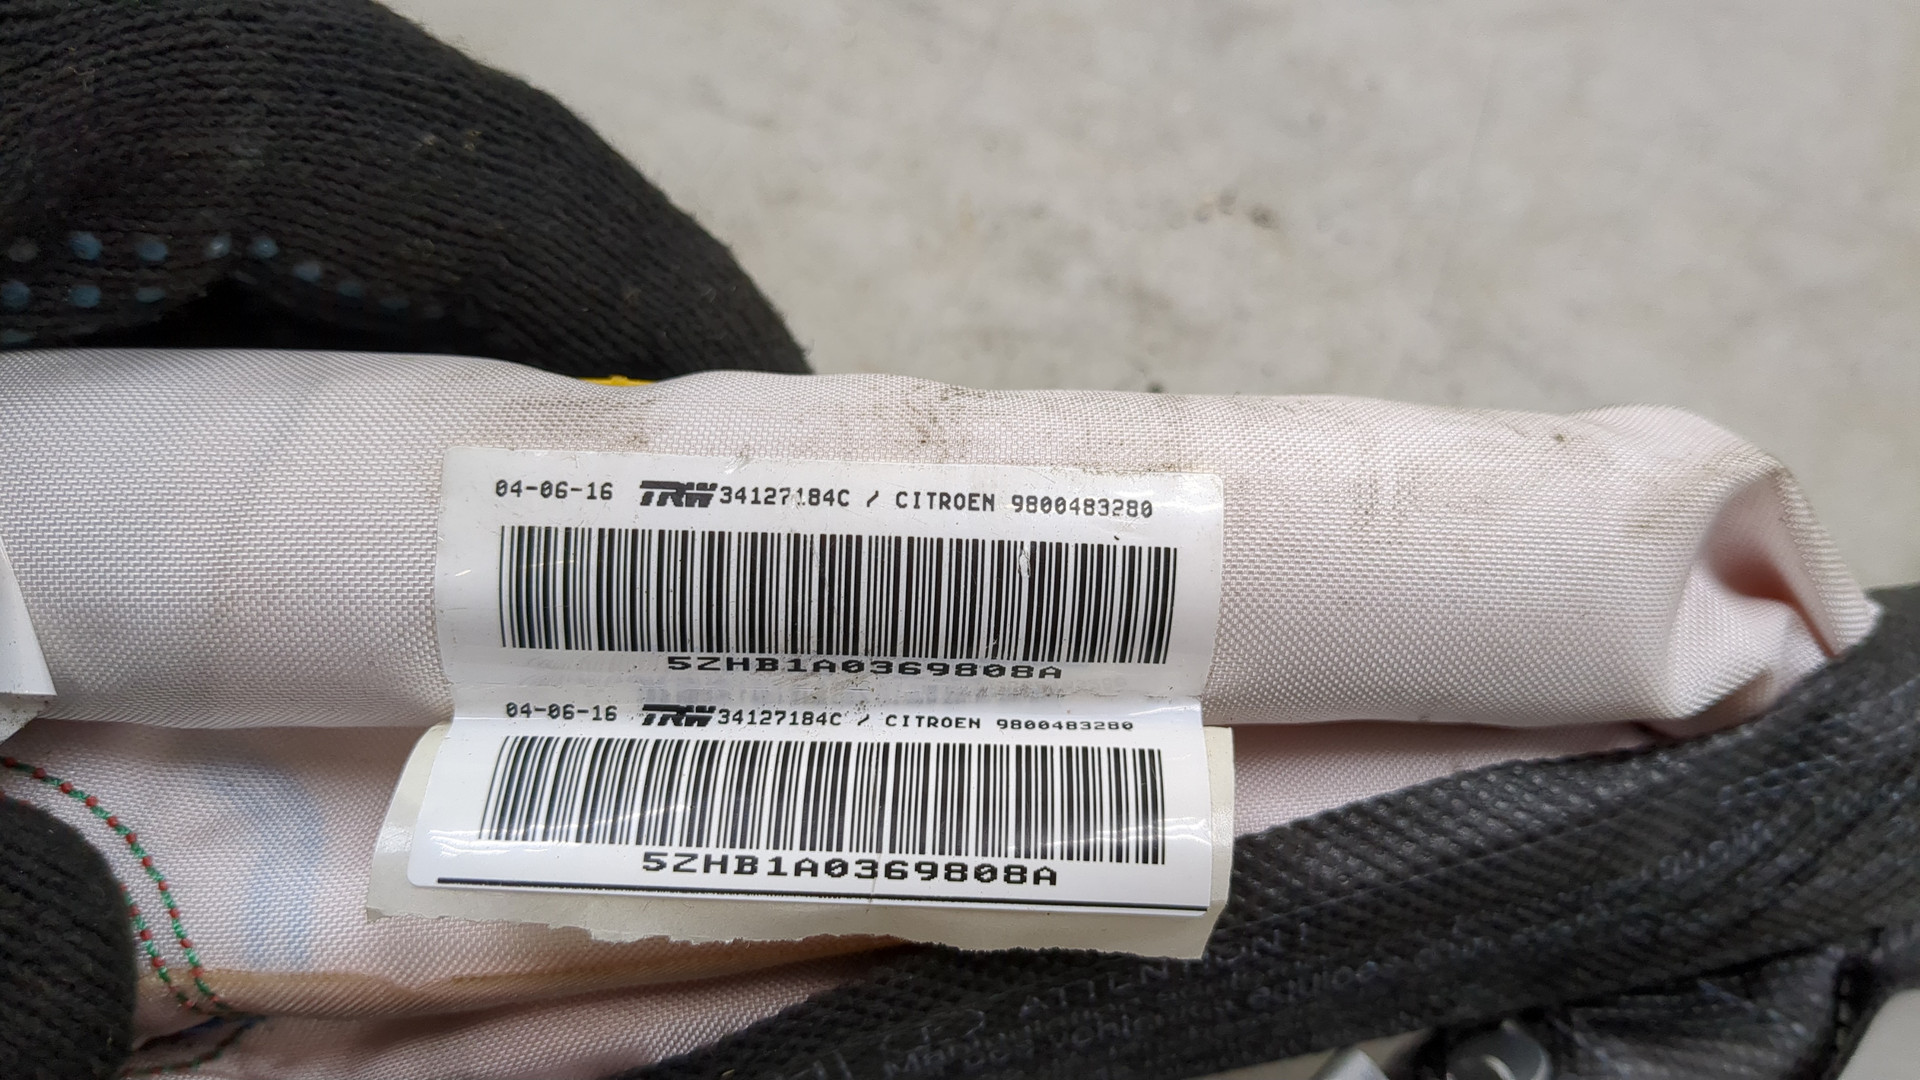 04-06-16 TRW 34127184C / CITROEN 9800483280
5ZHB1A0369808A
04-06-16 TRW 34127184C / CITROEN 9800483280
5ZHB1A0369808A
ATTENTION!